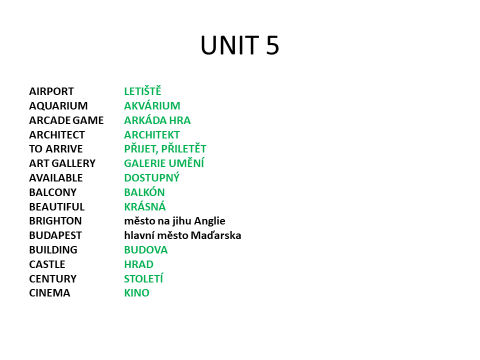 UNIT 5
AIRPORT LETIŠTĚ
AQUARIUM AKVÁRIUM
ARCADE GAME ARKÁDA HRA
ARCHITECT ARCHITEKT
TO ARRIVE PŘIJET, PŘILETĚT
ART GALLERY GALERIE UMĚNÍ
AVAILABLE DOSTUPNÝ
BALCONY BALKÓN
BEAUTIFUL KRÁSNÁ
BRIGHTON město na jihu Anglie
BUDAPEST hlavní město Maďarska
BUILDING BUDOVA
CASTLE HRAD
CENTURY STOLETÍ
CINEMA KINO